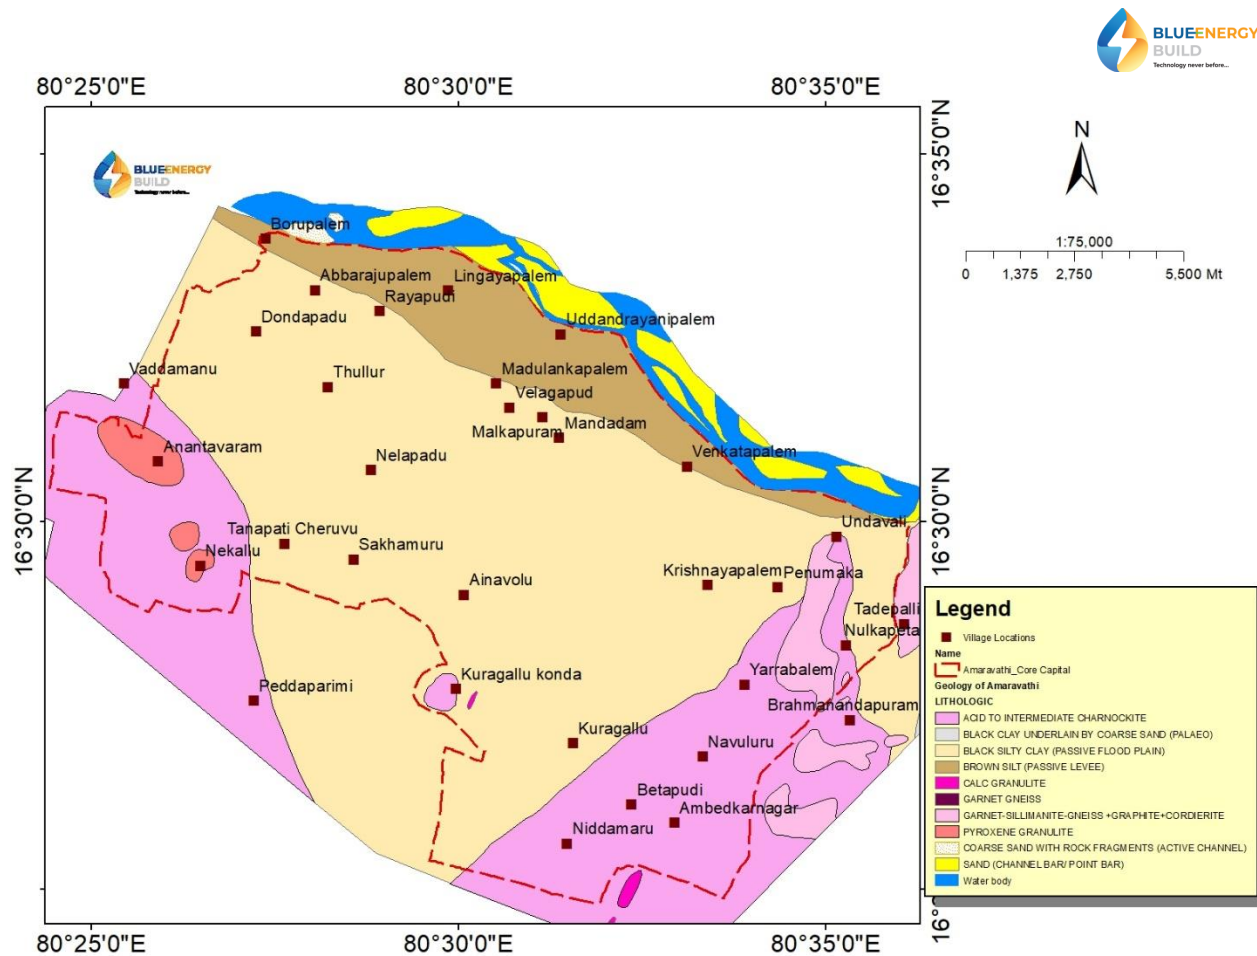 BLUEENERGY
BUILD
Technology never before...
80°25'0"E
80°30'0"E
80°35'0"E
N
16°35'0"N
BLUEENERGY
BUILD
Technology never before...
1:75,000
0 1,375 2,750 5,500 Mt
Borupalem
Abbarajupalem
Lingayapalem
Rayapudi
Dondapadu
Uddandrayanipalem
Vaddamanu
Thullur
Madulankapalem
Velagapud
Malkapuram
Mandadam
Anantavaram
Nelapadu
Venkatapalem
16°30'0"N
Undavali
16°30'0"N
Tanapati Cheruvu
Nekallu
Sakhamuru
Ainavolu
Krishnayapalem
Penumaka
Tadepalli
Nulkapeta
Kuragallu konda
Yarrabalem
Peddaparimi
Brahmanandapuram
Kuragallu
Navuluru
Betapudi
Ambedkarnagar
Niddamaru
16°
Legend
Village Locations
Name
Amaravathi_Core Capital
Geology of Amaravathi
LITHOLOGIC
ACID TO INTERMEDIATE CHARNOCKITE
BLACK CLAY UNDERLAIN BY COARSE SAND (PALAEO)
BLACK SILTY CLAY (PASSIVE FLOOD PLAIN)
BROWN SILT (PASSIVE LEVEE)
CALC GRANULITE
GARNET GNEISS
GARNET-SILLIMANITE-GNEISS +GRAPHITE+CORDIERITE
PYROXENE GRANULITE
COARSE SAND WITH ROCK FRAGMENTS (ACTIVE CHANNEL)
SAND (CHANNEL BAR/ POINT BAR)
Water body
80°25'0"E
80°30'0"E
80°35'0"E